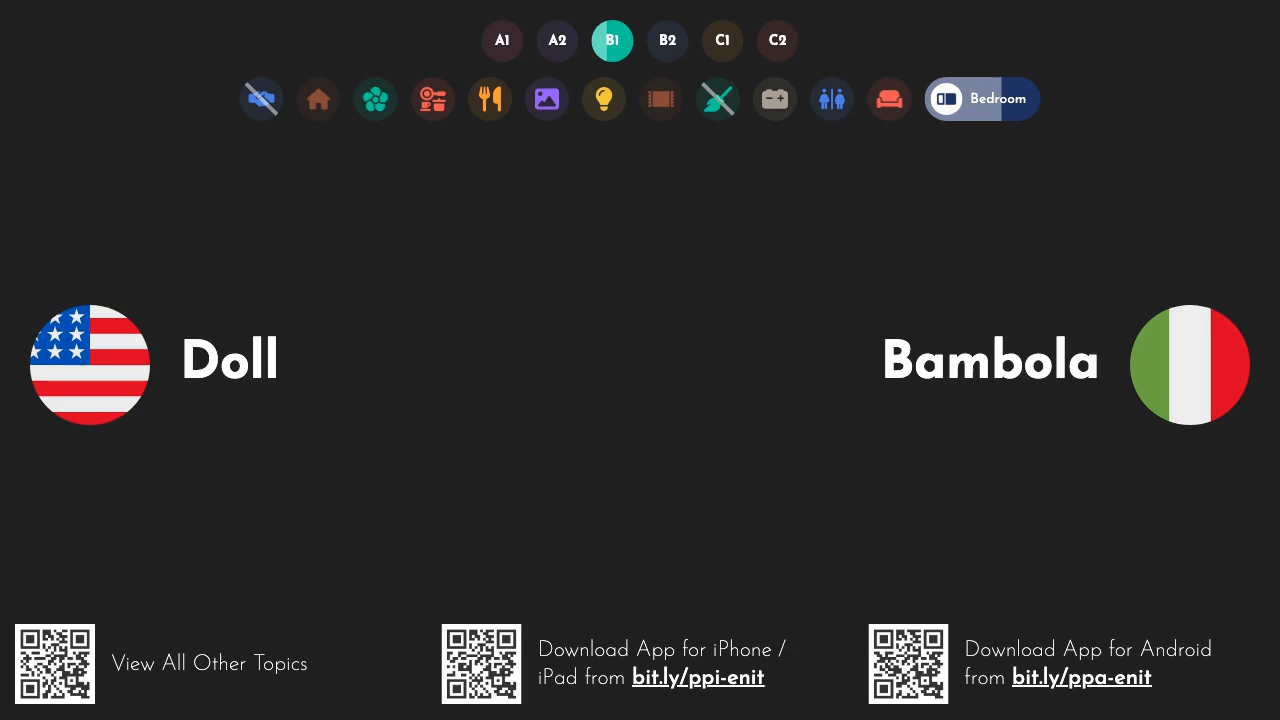 A1 A2 B1 B2 C1 C2
Bedroom
Doll
Bambola
View All Other Topics
Download App for iPhone /
iPad from bit.ly/ppi-enit
Download App for Android
from bit.ly/ppa-enit